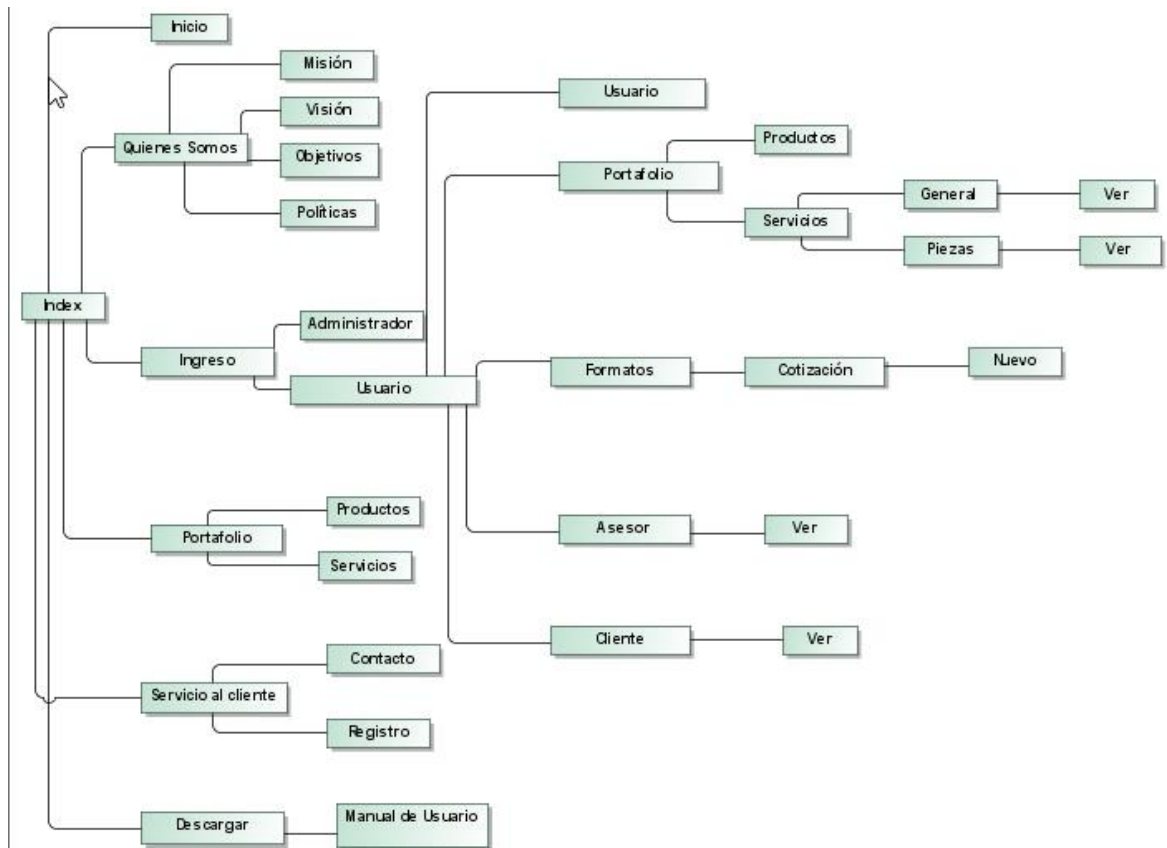 Inicio
Misión
Visión
Quienes Somos
Objetivos
Políticas
Index
Ingreso
Administrador
Usuario
Usuario
Portafolio
Productos
Servicios
General
Ver
Piezas
Ver
Formatos
Cotización
Nuevo
Asesor
Ver
Cliente
Ver
Portafolio
Productos
Servicios
Servicio al cliente
Contacto
Registro
Descargar
Manual de Usuario